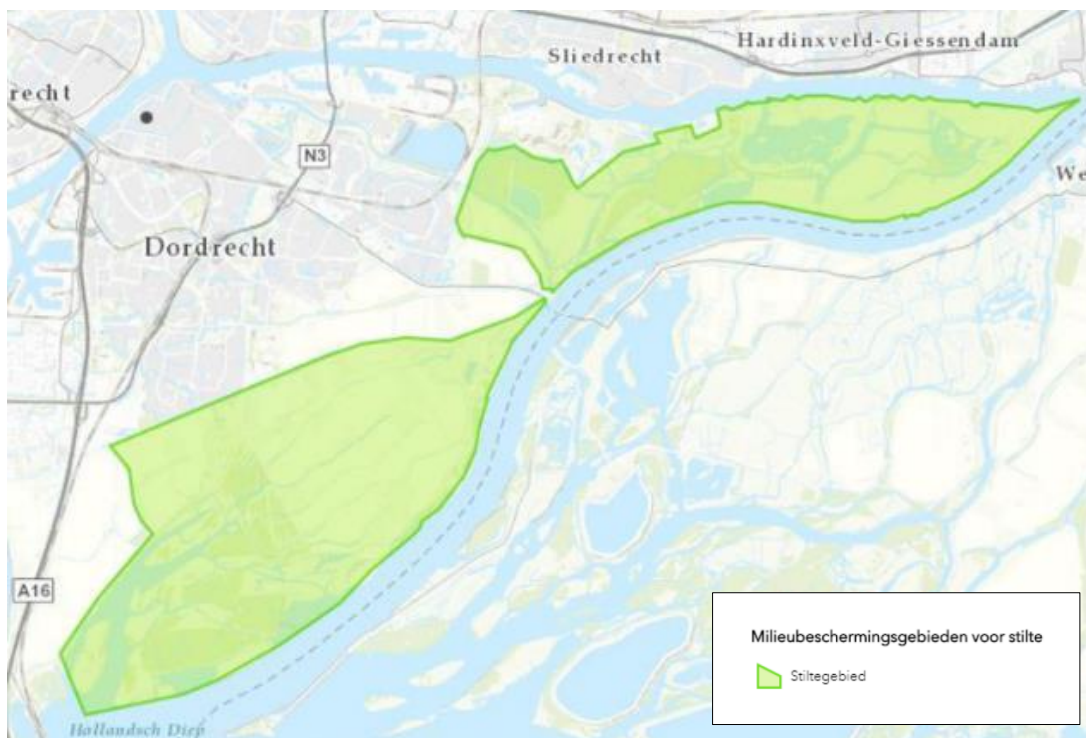 Hardinxveld-Giessendam
Sliedrecht
recht
N3
We
Dordrecht
A16
Milieubeschermingsgebieden voor stilte
Stiltegebied
Hollandsch Diep